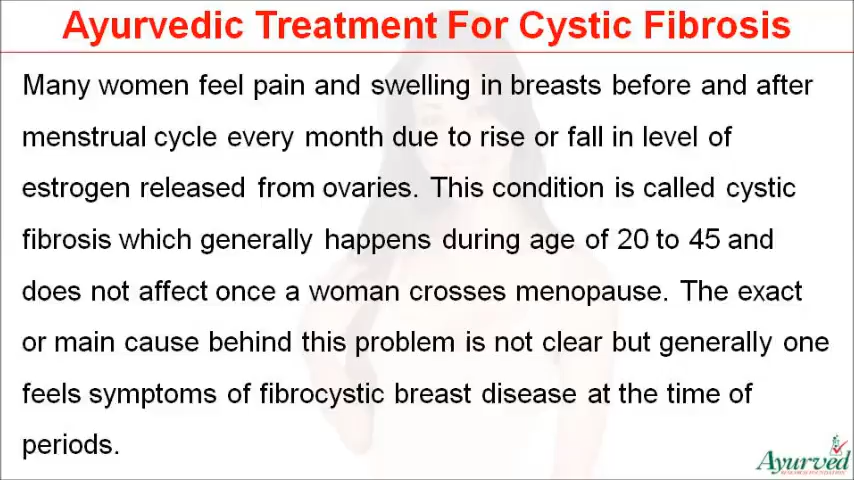 Ayurvedic Treatment For Cystic Fibrosis
Many women feel pain and swelling in breasts before and after
menstrual cycle every month due to rise or fall in level of
estrogen released from ovaries. This condition is called cystic
fibrosis which generally happens during age of 20 to 45 and
does not affect once a woman crosses menopause. The exact
or main cause behind this problem is not clear but generally one
feels symptoms of fibrocystic breast disease at the time of
periods.
Ayurved